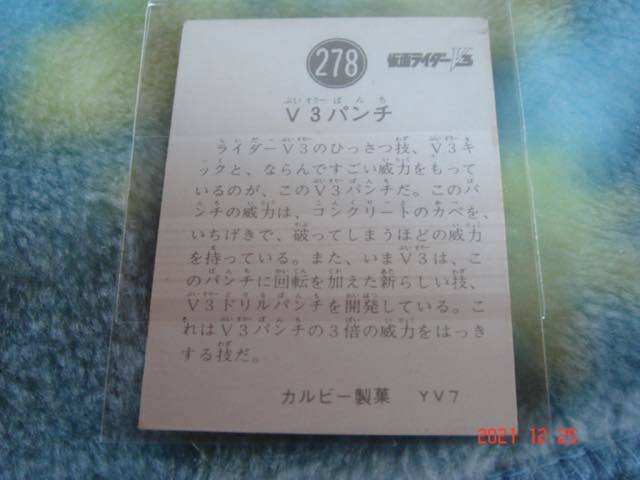 278
仮面ライダーV3
ぶいすりーぱんち
V3パンチ
ライダーV3のひっさつ技、V3キ
ックと、ならんですごい威力をもって
いるのが、このV3パンチだ。このパ
ンチの威力は、コンクリートのカベを、
いちげきで、破ってしまうほどの威力
を持っている。また、いまV3は、こ
のパンチに回転を加えた新らしい技、
V3ドリルパンチを開発している。こ
れはV3パンチの3倍の威力をはっき
する技だ。
カルビー製菓 YV7
2021 12 25